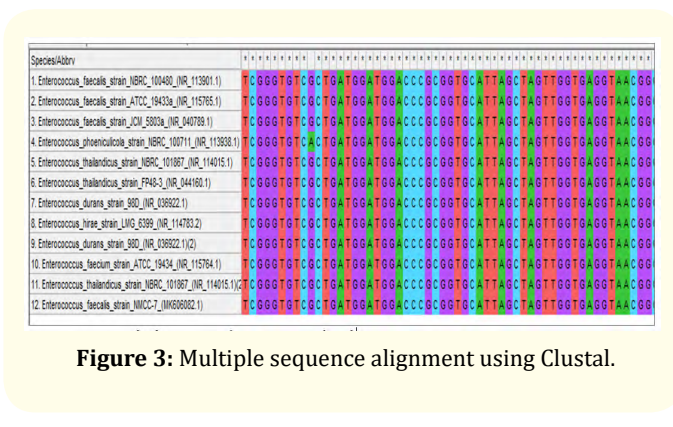 Species/Abbrv * * * * * * * * *   * * * * * * * * * * * * * * * * * * * * * * * * * * * * * * * * * * * * * * * * * * * * * *
1. Enterococcus_faecalis_strain_NBRC_100480_(NR_113901.1) TCGGGTGTCGCTGATGGATGGACCCGCGGTGCATTAGCTAGTTGGTGAGGTAACGG
2. Enterococcus_faecalis_strain_ATCC_19433a_(NR_115765.1) TCGGGTGTCGCTGATGGATGGACCCGCGGTGCATTAGCTAGTTGGTGAGGTAACGG
3. Enterococcus_faecalis_strain_JCM_5803a_(NR_040789.1) TCGGGTGTCGCTGATGGATGGACCCGCGGTGCATTAGCTAGTTGGTGAGGTAACGG
4. Enterococcus_phoeniculicola_strain_NBRC_100711_(NR_113938.1) TCGGGTGTCACTGATGGATGGACCCGCGGTGCATTAGCTAGTTGGTGAGGTAACGG
5. Enterococcus_thailandicus_strain_NBRC_101867_(NR_114015.1) TCGGGTGTCGCTGATGGATGGACCCGCGGTGCATTAGCTAGTTGGTGAGGTAACGG
6. Enterococcus_thailandicus_strain_FP48-3_(NR_044160.1) TCGGGTGTCGCTGATGGATGGACCCGCGGTGCATTAGCTAGTTGGTGAGGTAACGG
7. Enterococcus_durans_strain_98D_(NR_036922.1) TCGGGTGTCGCTGATGGATGGACCCGCGGTGCATTAGCTAGTTGGTGAGGTAACGG
8. Enterococcus_hirae_strain_LMG_6399_(NR_114783.2) TCGGGTGTCGCTGATGGATGGACCCGCGGTGCATTAGCTAGTTGGTGAGGTAACGG
9. Enterococcus_durans_strain_98D_(NR_036922.1)(2) TCGGGTGTCGCTGATGGATGGACCCGCGGTGCATTAGCTAGTTGGTGAGGTAACGG
10. Enterococcus_faecium_strain_ATCC_19434_(NR_115764.1) TCGGGTGTCGCTGATGGATGGACCCGCGGTGCATTAGCTAGTTGGTGAGGTAACGG
11. Enterococcus_thailandicus_strain_NBRC_101867_(NR_114015.1)(2 TCGGGTGTCGCTGATGGATGGACCCGCGGTGCATTAGCTAGTTGGTGAGGTAACGG
12. Enterococcus_faecalis_strain_NMCC-7_(MK606082.1) TCGGGTGTCGCTGATGGATGGACCCGCGGTGCATTAGCTAGTTGGTGAGGTAACGG
Figure 3: Multiple sequence alignment using Clustal.